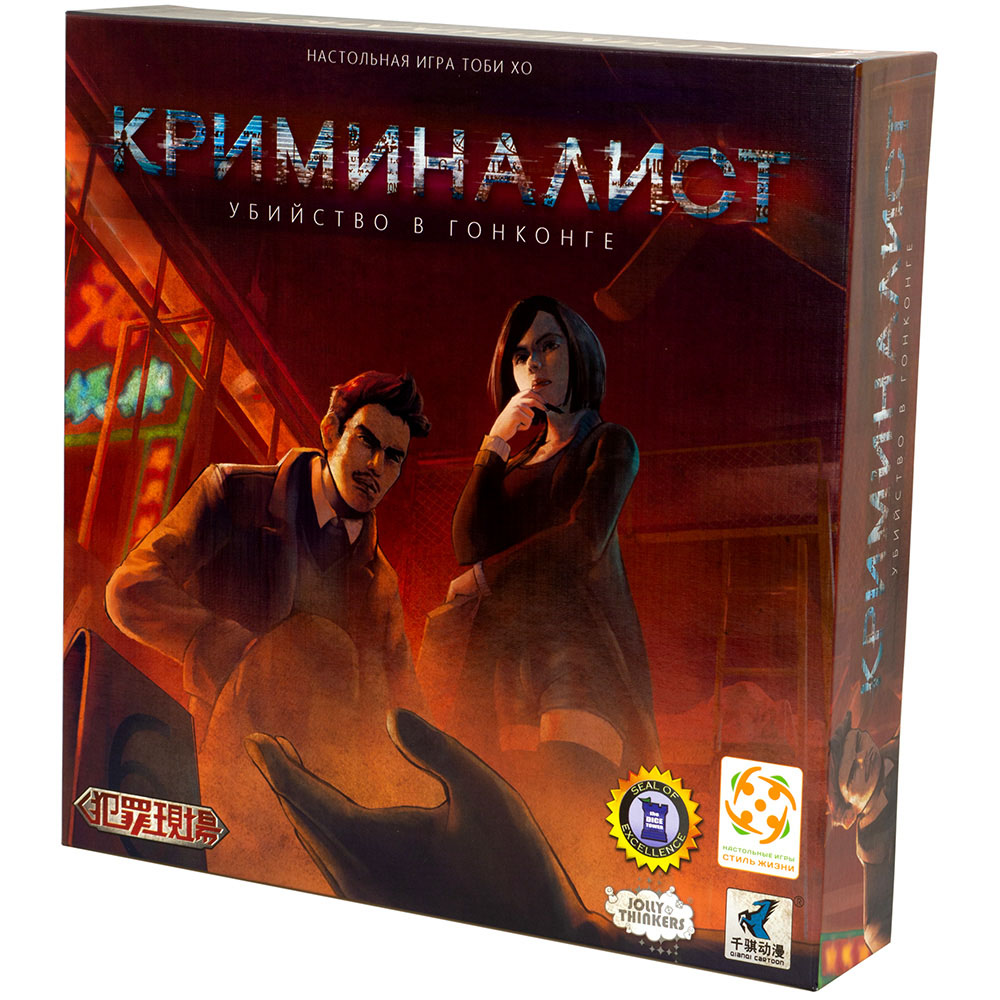 НАСТОЛЬНАЯ ИГРА ТОБИ ХО
КРИМИНАЛИСТ
УБИЙСТВО В ГОНКОНГЕ
КРИМИНАЛИСТ
УБИЙСТВО В ГОНКОНГЕ
犯罪現場
SEAL OF
the
DICE
TOWER
EXCELLENCE
НАСТОЛЬНЫЕ ИГРЫ
СТИЛЬ ЖИЗНИ
JOLLY
THINKERS
®
千骐动漫
QIANQI CARTOON